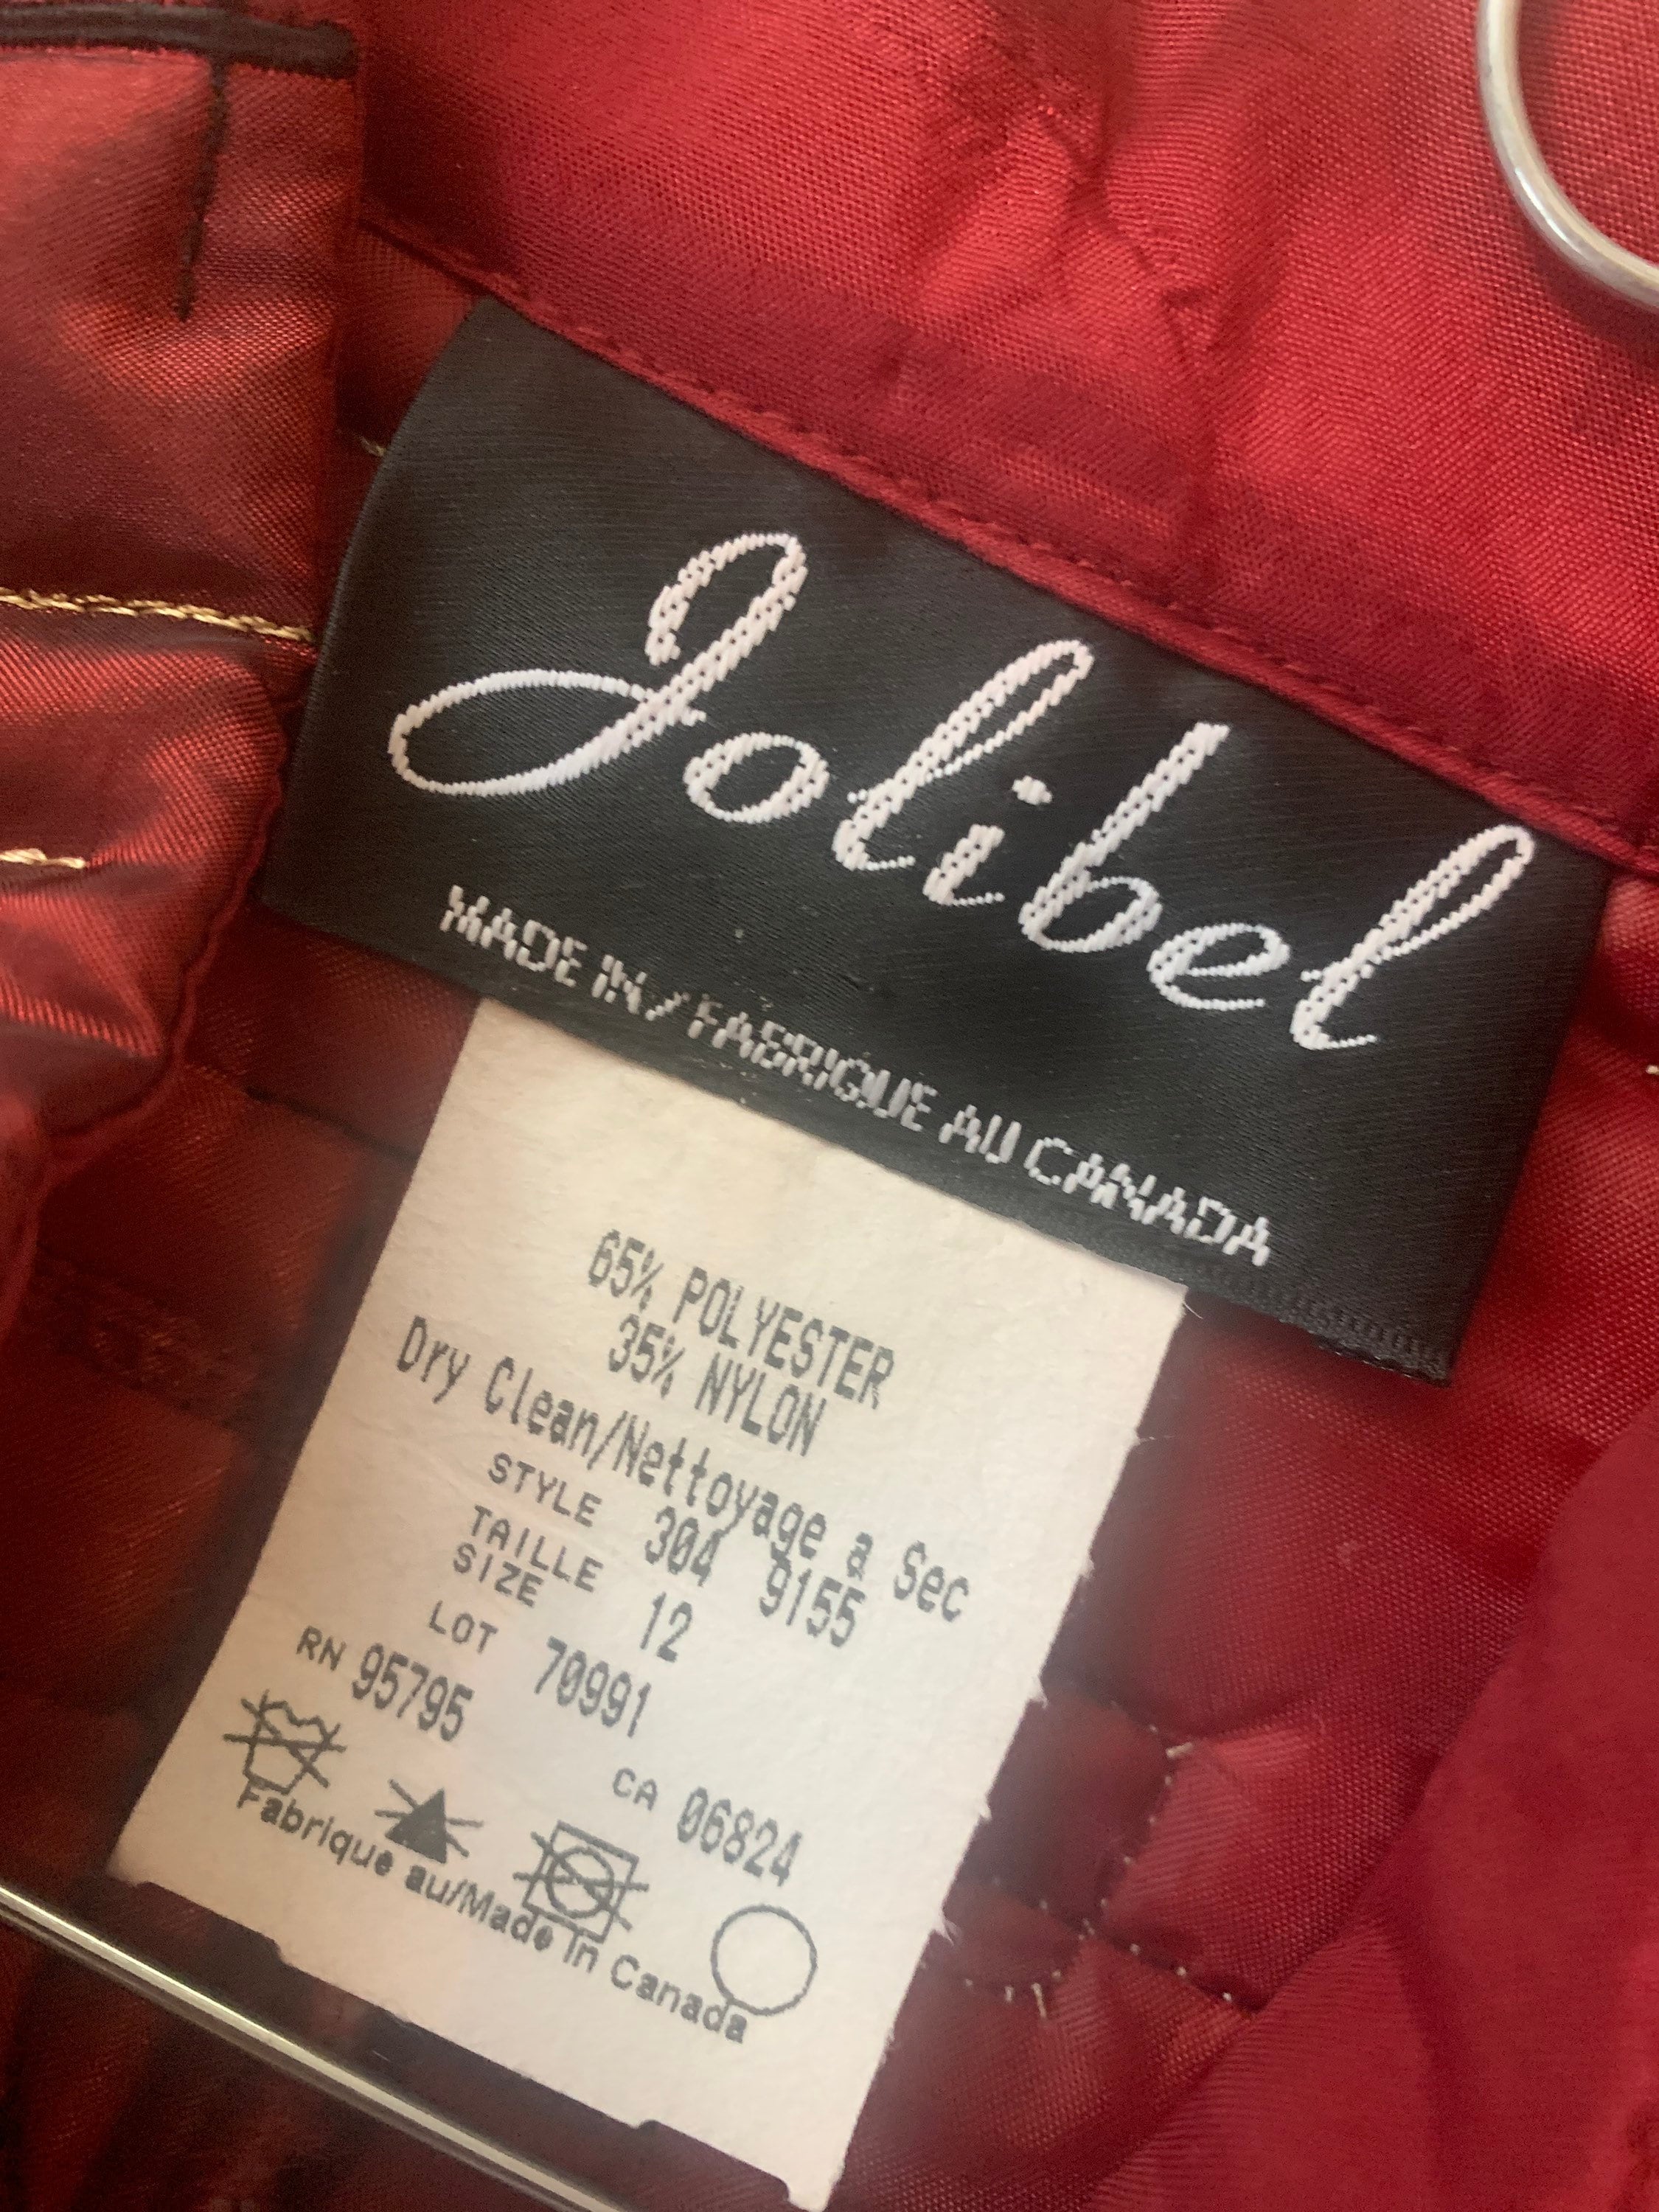 Jolibel
MADE IN / FABRIQUE AU CANADA
65% POLYESTER
35% NYLON
Dry Clean/Nettoyage a Sec
STYLE 304 9155
TAILLE
SIZE 12
LOT 70991
RN 95795 CA 06824
Fabrique au/Made in Canada